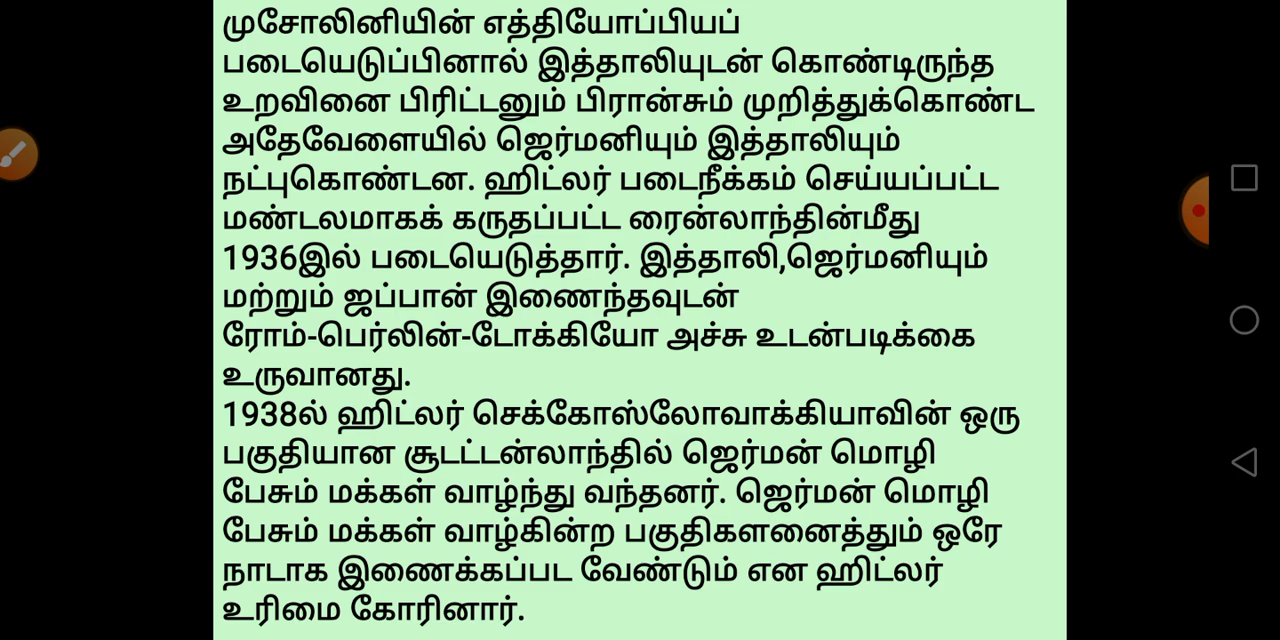 முசோலினியின் எத்தியோப்பியப்
படையெடுப்பினால் இத்தாலியுடன் கொண்டிருந்த
உறவினை பிரிட்டனும் பிரான்சும் முறித்துக்கொண்ட
அதேவேளையில் ஜெர்மனியும் இத்தாலியும்
நட்புகொண்டன. ஹிட்லர் படைநீக்கம் செய்யப்பட்ட
மண்டலமாகக் கருதப்பட்ட ரைன்லாந்தின்மீது
1936இல் படையெடுத்தார். இத்தாலி,ஜெர்மனியும்
மற்றும் ஜப்பான் இணைந்தவுடன்
ரோம்-பெர்லின்-டோக்கியோ அச்சு உடன்படிக்கை
உருவானது.
1938ல் ஹிட்லர் செக்கோஸ்லோவாக்கியாவின் ஒரு
பகுதியான சூடட்டன்லாந்தில் ஜெர்மன் மொழி
பேசும் மக்கள் வாழ்ந்து வந்தனர். ஜெர்மன் மொழி
பேசும் மக்கள் வாழ்கின்ற பகுதிகளனைத்தும் ஒரே
நாடாக இணைக்கப்பட வேண்டும் என ஹிட்லர்
உரிமை கோரினார்.